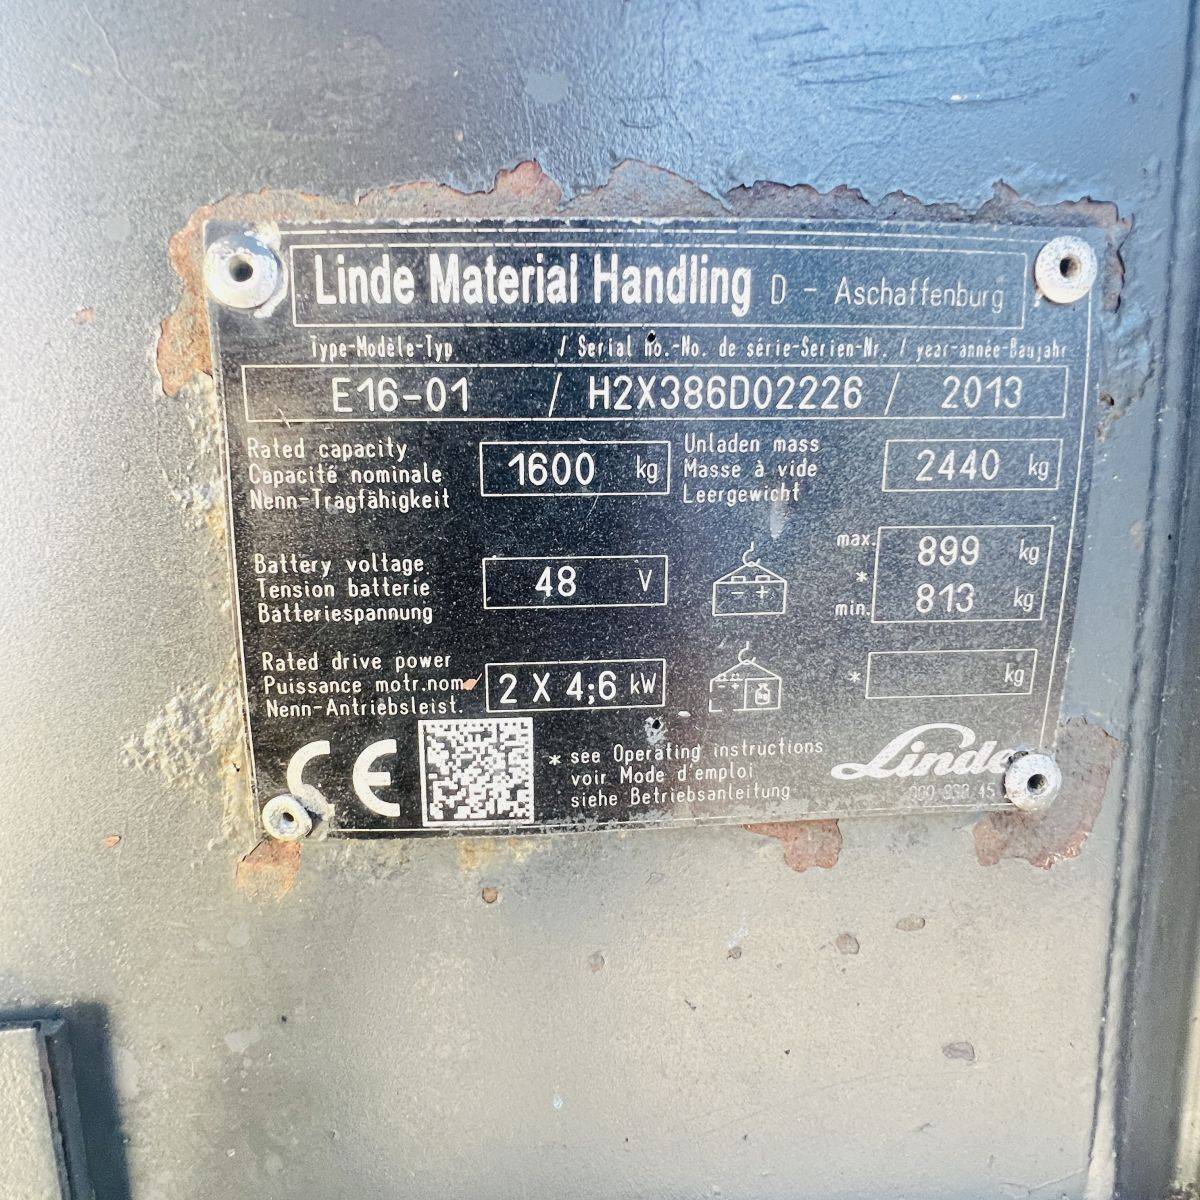 Linde Material Handling D - Aschaffenburg
Type-Modèle-Typ / Serial no.-No. de série-Serien-Nr. / year-année-Baujahr
E16-01 / H2X386D02226 / 2013
Rated capacity
Capacité nominale
Nenn-Tragfähigkeit
1600 kg
Unladen mass
Masse à vide
Leergewicht
2440 kg
Battery voltage
Tension batterie
Batteriespannung
48 V
- +
max. 899 kg
*
min. 813 kg
Rated drive power
Puissance motr.nom.
Nenn-Antriebsleist.
2 X 4;6 kW
- + kg
* kg
CE
* see Operating instructions
voir Mode d'emploi
siehe Betriebsanleitung
Linde